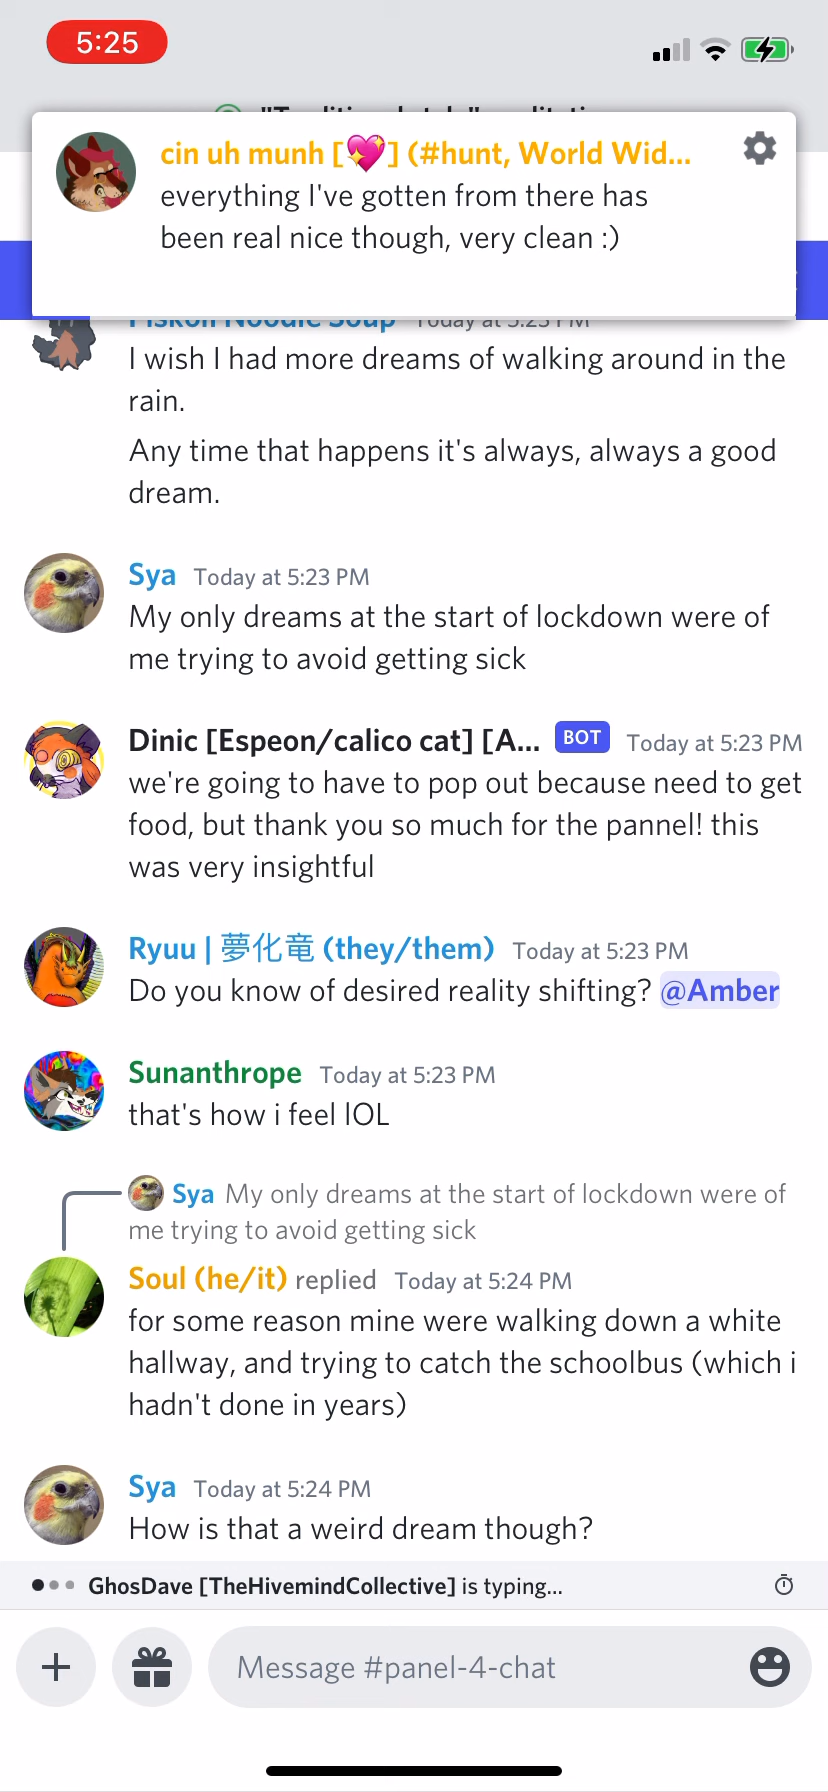 5:25
cin uh munh [💖] (#hunt, World Wid...
everything I've gotten from there has
been real nice though, very clean :)
Today at 5:23 PM
I wish I had more dreams of walking around in the
rain.
Any time that happens it's always, always a good
dream.
Sya Today at 5:23 PM
My only dreams at the start of lockdown were of
me trying to avoid getting sick
Dinic [Espeon/calico cat] [A... BOT Today at 5:23 PM
we're going to have to pop out because need to get
food, but thank you so much for the pannel! this
was very insightful
Ryuu | 夢化竜 (they/them) Today at 5:23 PM
Do you know of desired reality shifting? @Amber
Sunanthrope Today at 5:23 PM
that's how i feel lOL
Sya My only dreams at the start of lockdown were of
me trying to avoid getting sick
Soul (he/it) replied Today at 5:24 PM
for some reason mine were walking down a white
hallway, and trying to catch the schoolbus (which i
hadn't done in years)
Sya Today at 5:24 PM
How is that a weird dream though?
GhosDave [TheHivemindCollective] is typing...
Message #panel-4-chat